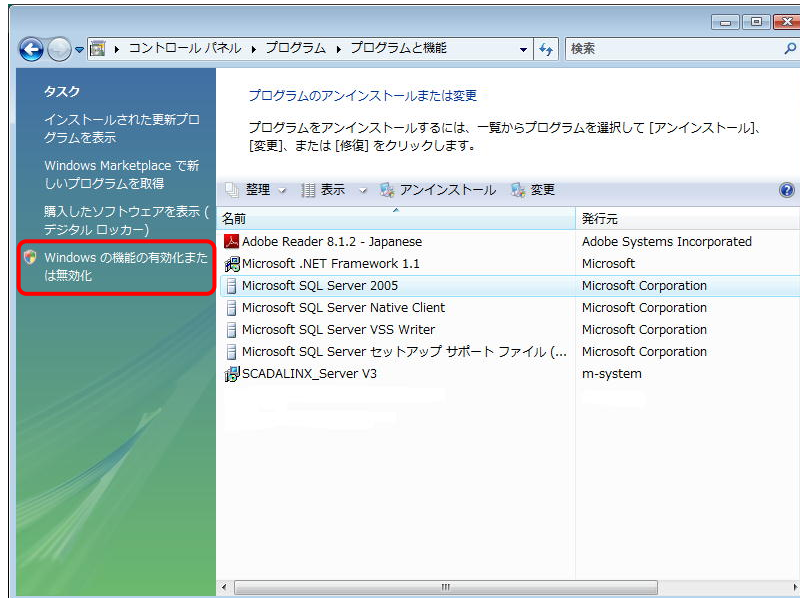 コントロール パネル ▸ プログラム ▸ プログラムと機能
検索
タスク
インストールされた更新プロ
グラムを表示
Windows Marketplace で新
しいプログラムを取得
購入したソフトウェアを表示 (
デジタル ロッカー)
Windows の機能の有効化また
は無効化
プログラムのアンインストールまたは変更
プログラムをアンインストールするには、一覧からプログラムを選択して [アンインストール]、
[変更]、または [修復] をクリックします。
整理 表示 アンインストール 変更
名前 発行元
Adobe Reader 8.1.2 - Japanese Adobe Systems Incorporated
Microsoft .NET Framework 1.1 Microsoft
Microsoft SQL Server 2005 Microsoft Corporation
Microsoft SQL Server Native Client Microsoft Corporation
Microsoft SQL Server VSS Writer Microsoft Corporation
Microsoft SQL Server セットアップ サポート ファイル (... Microsoft Corporation
SCADALINX_Server V3 m-system